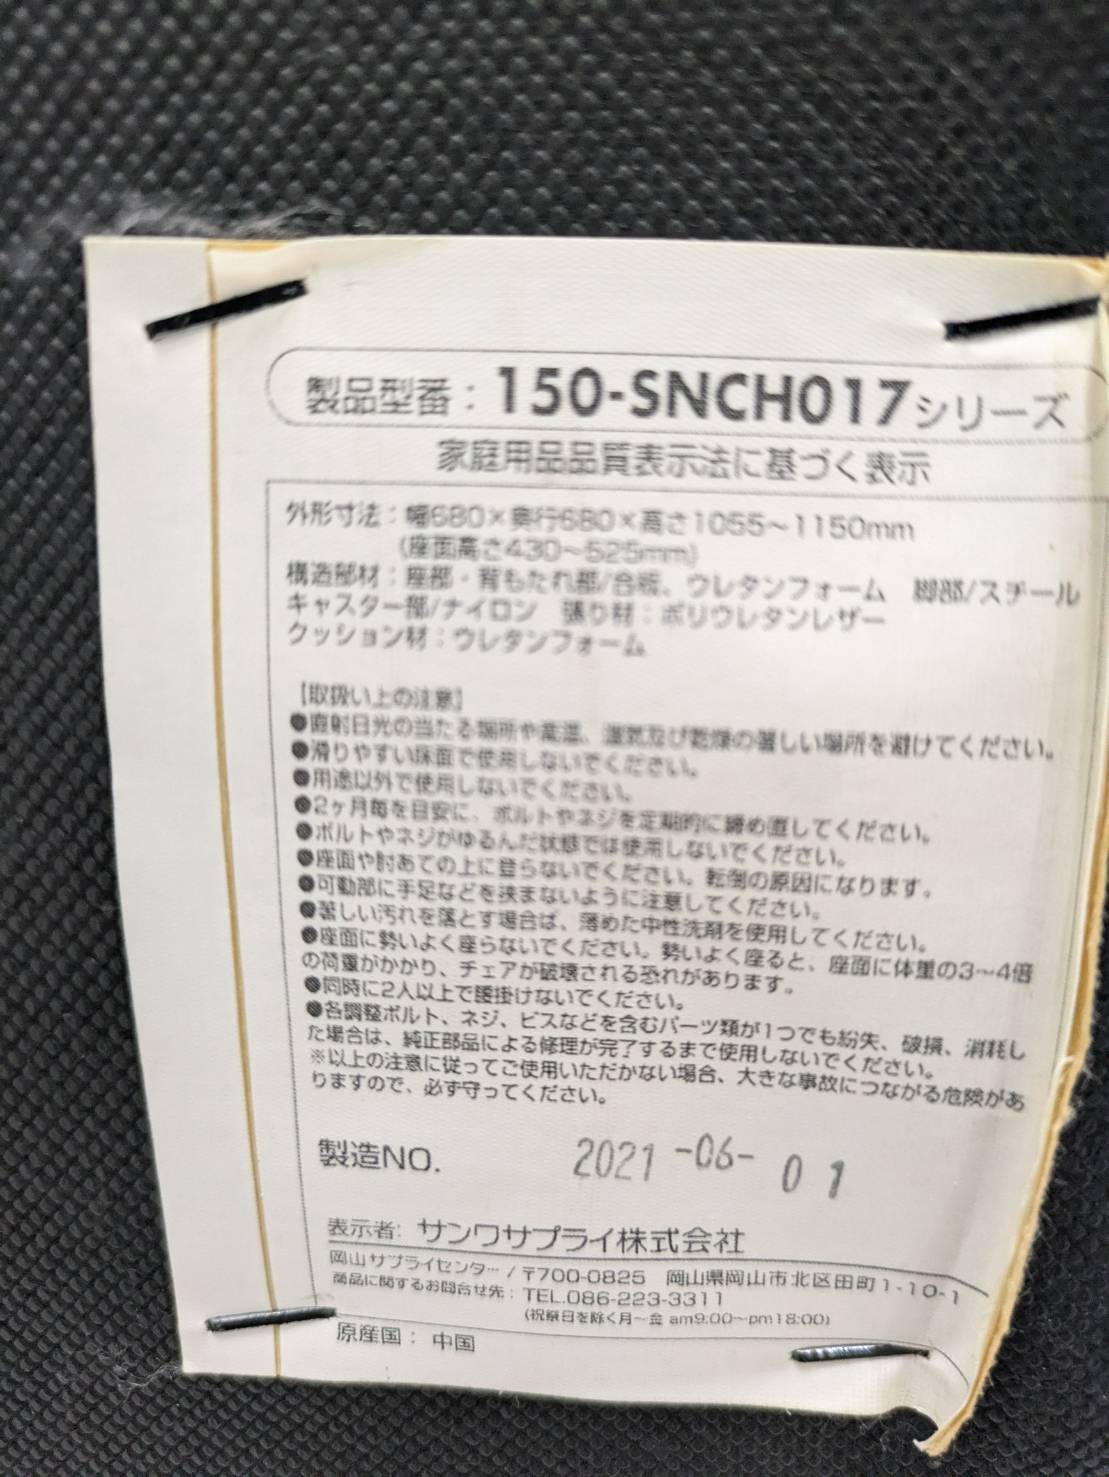 製品型番：150-SNCH017シリーズ
家庭用品品質表示法に基づく表示
外形寸法：幅680×奥行680×高さ1055～1150mm
(座面高さ430～525mm)
構造部材：座部・背もたれ部/合板、ウレタンフォーム　脚部/スチール
キャスター部/ナイロン　張り材：ポリウレタンレザー
クッション材：ウレタンフォーム
【取扱い上の注意】
●直射日光の当たる場所や高温、湿気及び乾燥の著しい場所を避けてください。
●滑りやすい床面で使用しないでください。
●用途以外で使用しないでください。
●2ヶ月毎を目安に、ボルトやネジを定期的に締め直してください。
●ボルトやネジがゆるんだ状態では使用しないでください。
●座面や肘あての上に登らないでください。転倒の原因になります。
●可動部に手足などを挟まないように注意してください。
●著しい汚れを落とす場合は、薄めた中性洗剤を使用してください。
●座面に勢いよく座らないでください。勢いよく座ると、座面に体重の3～4倍
の荷重がかかり、チェアが破壊される恐れがあります。
●同時に2人以上で腰掛けないでください。
●各調整ボルト、ネジ、ビスなどを含むパーツ類が1つでも紛失、破損、消耗し
た場合は、純正部品による修理が完了するまで使用しないでください。
※以上の注意に従ってご使用いただかない場合、大きな事故につながる危険があ
りますので、必ず守ってください。
製造NO. 2021-06-01
表示者：サンワサプライ株式会社
岡山サプライセンター/〒700-0825　岡山県岡山市北区田町1-10-1
商品に関するお問合せ先：TEL.086-223-3311
(祝祭日を除く月～金 am9:00～pm18:00)
原産国：中国